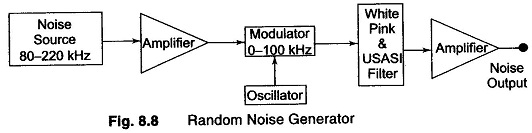 Noise
Source
80–220 kHz
Amplifier
Modulator
0–100 kHz
Oscillator
White
Pink
&
USASI
Filter
Amplifier
Noise
Output
Fig. 8.8 Random Noise Generator